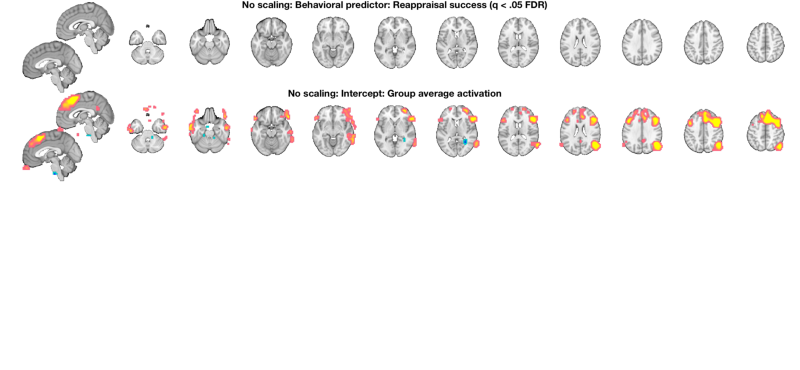 No scaling: Behavioral predictor: Reappraisal success (q < .05 FDR)
No scaling: Intercept: Group average activation